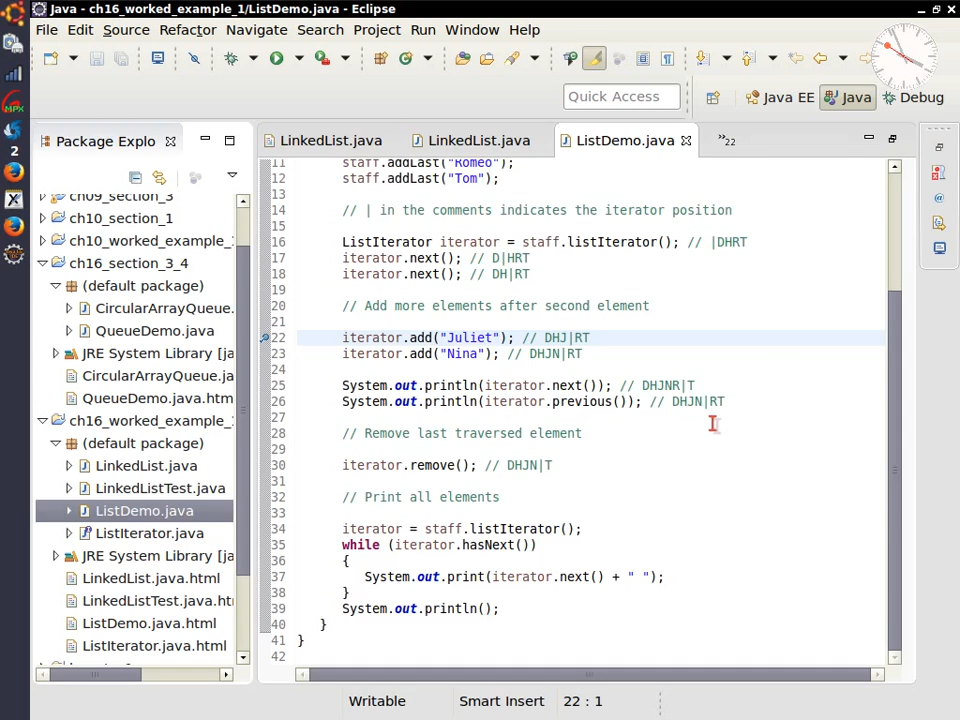 Java - ch16_worked_example_1/ListDemo.java - Eclipse
File Edit Source Refactor Navigate Search Project Run Window Help
Quick Access
Java EE
Java
Debug
Package Explo
LinkedList.java
LinkedList.java
ListDemo.java
»22
ch09_section_3
ch10_section_1
ch10_worked_example_
ch16_section_3_4
(default package)
CircularArrayQueue.
QueueDemo.java
JRE System Library [ja
CircularArrayQueue.ja
QueueDemo.java.htm
ch16_worked_example_1
(default package)
LinkedList.java
LinkedListTest.java
ListDemo.java
ListIterator.java
JRE System Library [ja
LinkedList.java.html
LinkedListTest.java.ht
ListDemo.java.html
ListIterator.java.html
2
MPX
11 staff.addLast("Romeo");
12 staff.addLast("Tom");
13
14 // | in the comments indicates the iterator position
15
16 ListIterator iterator = staff.listIterator(); // |DHRT
17 iterator.next(); // D|HRT
18 iterator.next(); // DH|RT
19
20 // Add more elements after second element
21
22 iterator.add("Juliet"); // DHJ|RT
23 iterator.add("Nina"); // DHJN|RT
24
25 System.out.println(iterator.next()); // DHJNR|T
26 System.out.println(iterator.previous()); // DHJN|RT
27
28 // Remove last traversed element
29
30 iterator.remove(); // DHJN|T
31
32 // Print all elements
33
34 iterator = staff.listIterator();
35 while (iterator.hasNext())
36 {
37 System.out.print(iterator.next() + " ");
38 }
39 System.out.println();
40 }
41 }
42
Writable
Smart Insert
22 : 1